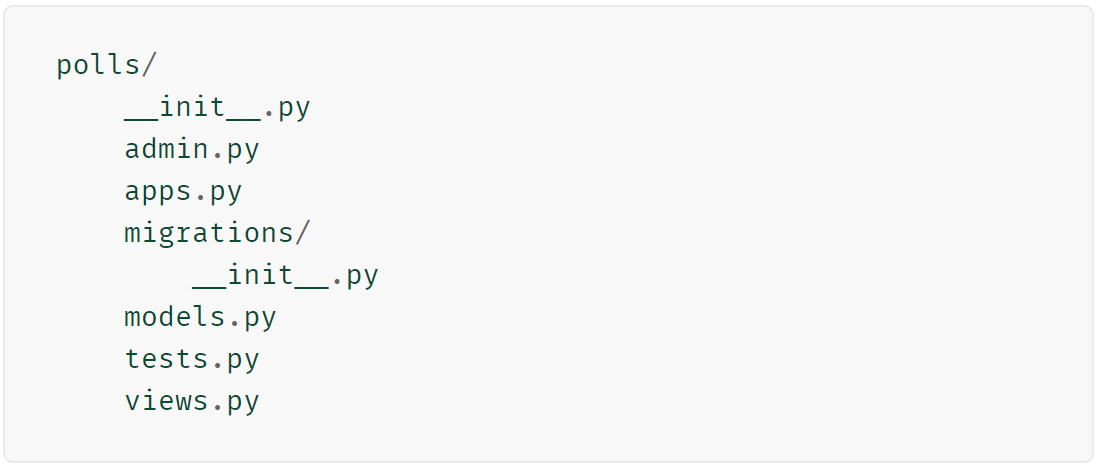 polls/
    __init__.py
    admin.py
    apps.py
    migrations/
        __init__.py
    models.py
    tests.py
    views.py